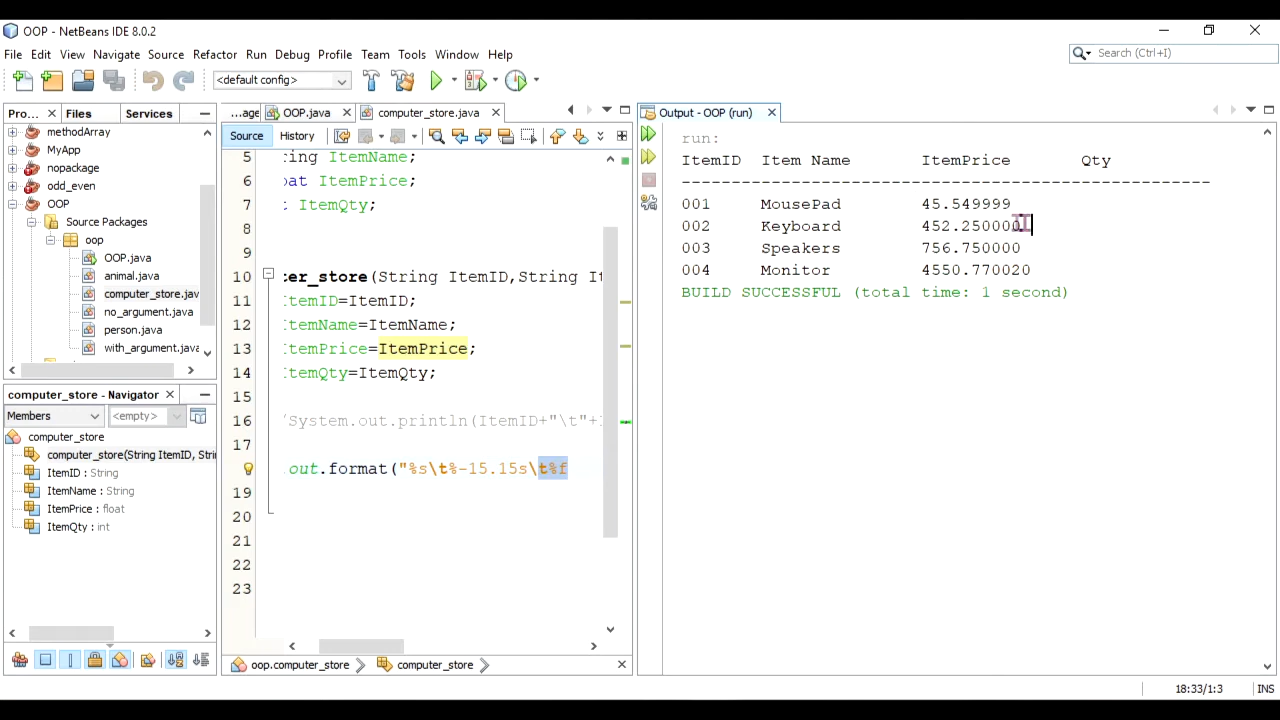 OOP - NetBeans IDE 8.0.2
File Edit View Navigate Source Refactor Run Debug Profile Team Tools Window Help
Search (Ctrl+I)
<default config>
Pro... Files Services
methodArray
MyApp
nopackage
odd_even
OOP
Source Packages
oop
OOP.java
animal.java
computer_store.jav
no_argument.java
person.java
with_argument.java
computer_store - Navigator
Members <empty>
computer_store
computer_store(String ItemID, Stri
ItemID : String
ItemName : String
ItemPrice : float
ItemQty : int
...age OOP.java computer_store.java
Source History
5 ing ItemName;
6 oat ItemPrice;
7 t ItemQty;
8
9
10 ter_store(String ItemID,String It
11 ItemID=ItemID;
12 ItemName=ItemName;
13 ItemPrice=ItemPrice;
14 ItemQty=ItemQty;
15
16 /System.out.println(ItemID+"\t"+I
17
18 out.format("%s\t%-15.15s\t%f
19
20
21
22
23
oop.computer_store computer_store
Output - OOP (run)
run:
ItemID Item Name ItemPrice Qty
-----------------------------------------------------
001 MousePad 45.549999
002 Keyboard 452.250000
003 Speakers 756.750000
004 Monitor 4550.770020
BUILD SUCCESSFUL (total time: 1 second)
18:33/1:3 INS